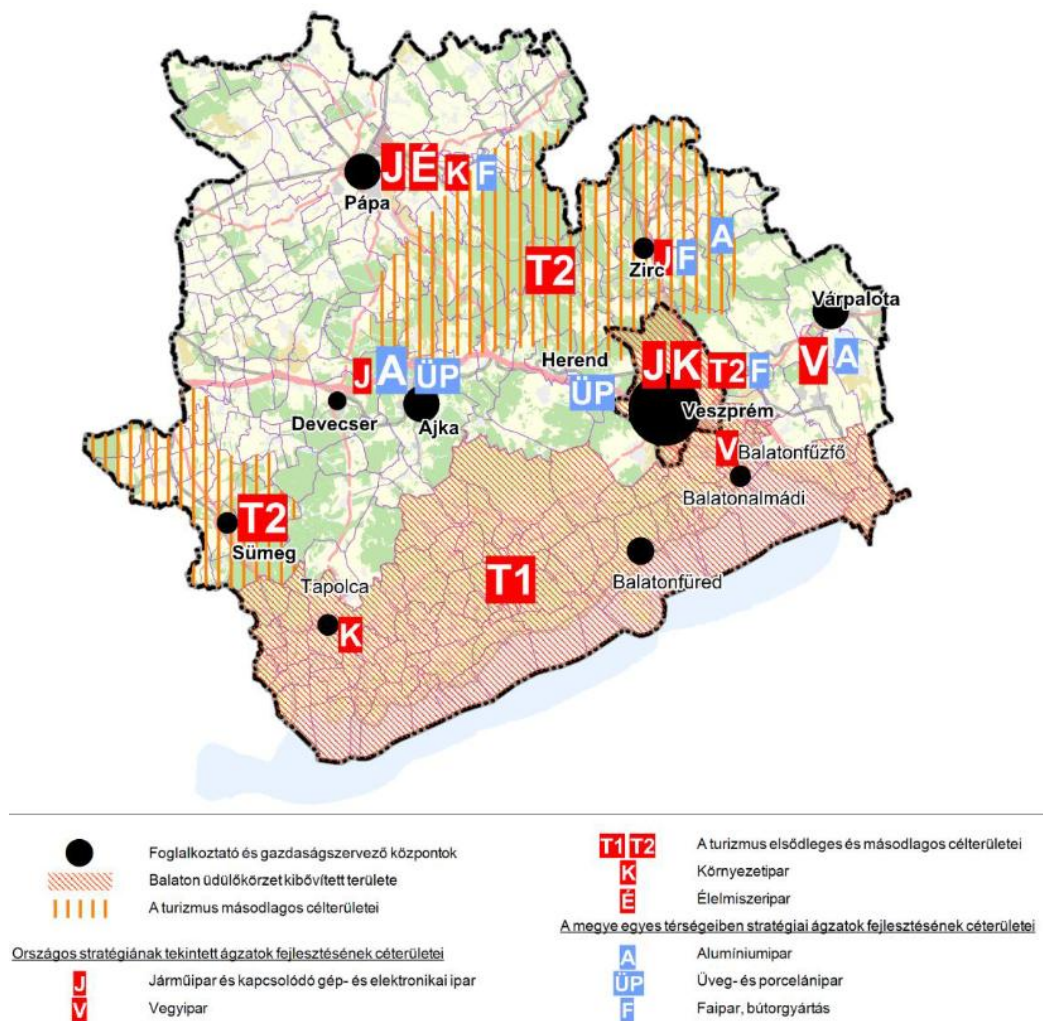 J É K F
Pápa
T2
A
J F
Zirc
Várpalota
Herend
J K T2 F
V A
J A ÜP
ÜP
Veszprém
Devecser
Ajka
V Balatonfűzfő
Balatonalmádi
T2
Sümeg
T1
Balatonfüred
Tapolca
K
Foglalkoztató és gazdaságszervező központok
Balaton üdülőkörzet kibővített területe
A turizmus másodlagos célterületei
Országos stratégiának tekintett ágzatok fejlesztésének céterületei
J Járműipar és kapcsolódó gép- és elektronikai ipar
V Vegyipar
T1 T2 A turizmus elsődleges és másodlagos célterületei
K Környezetipar
É Élelmiszeripar
A megye egyes térségeiben stratégiai ágzatok fejlesztésének céterületei
A Alumíniumipar
ÜP Üveg- és porcelánipar
F Faipar, bútorgyártás